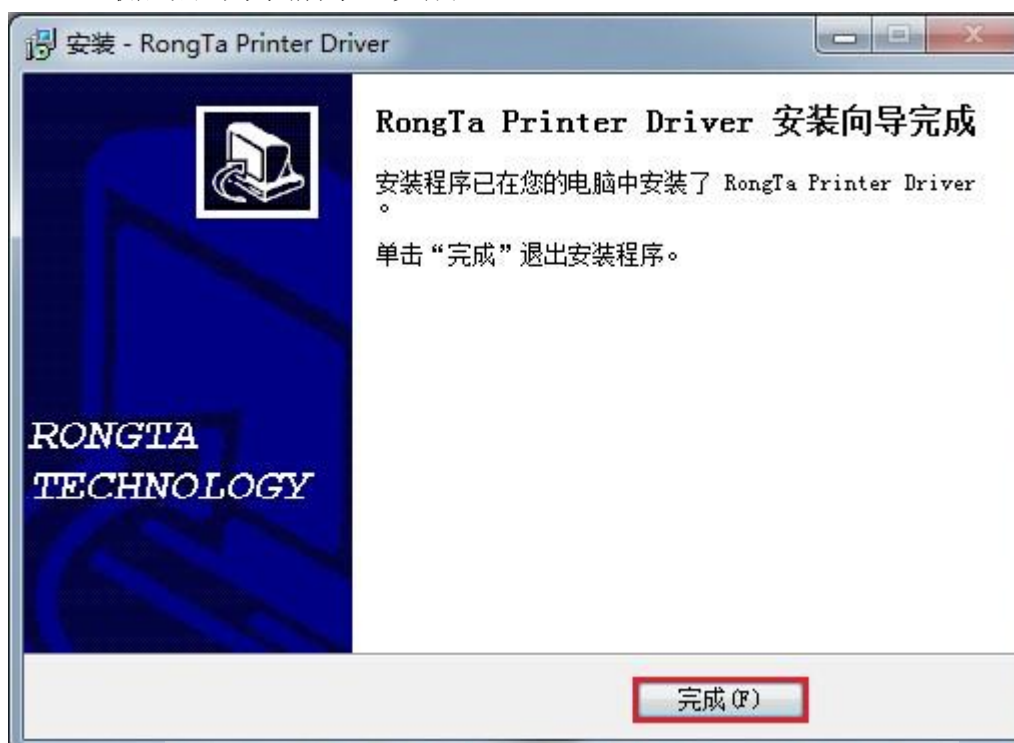 安装 - RongTa Printer Driver
RongTa Printer Driver 安装向导完成
安装程序已在您的电脑中安装了 RongTa Printer Driver
。
单击“完成”退出安装程序。
RONGTA
TECHNOLOGY
完成(F)